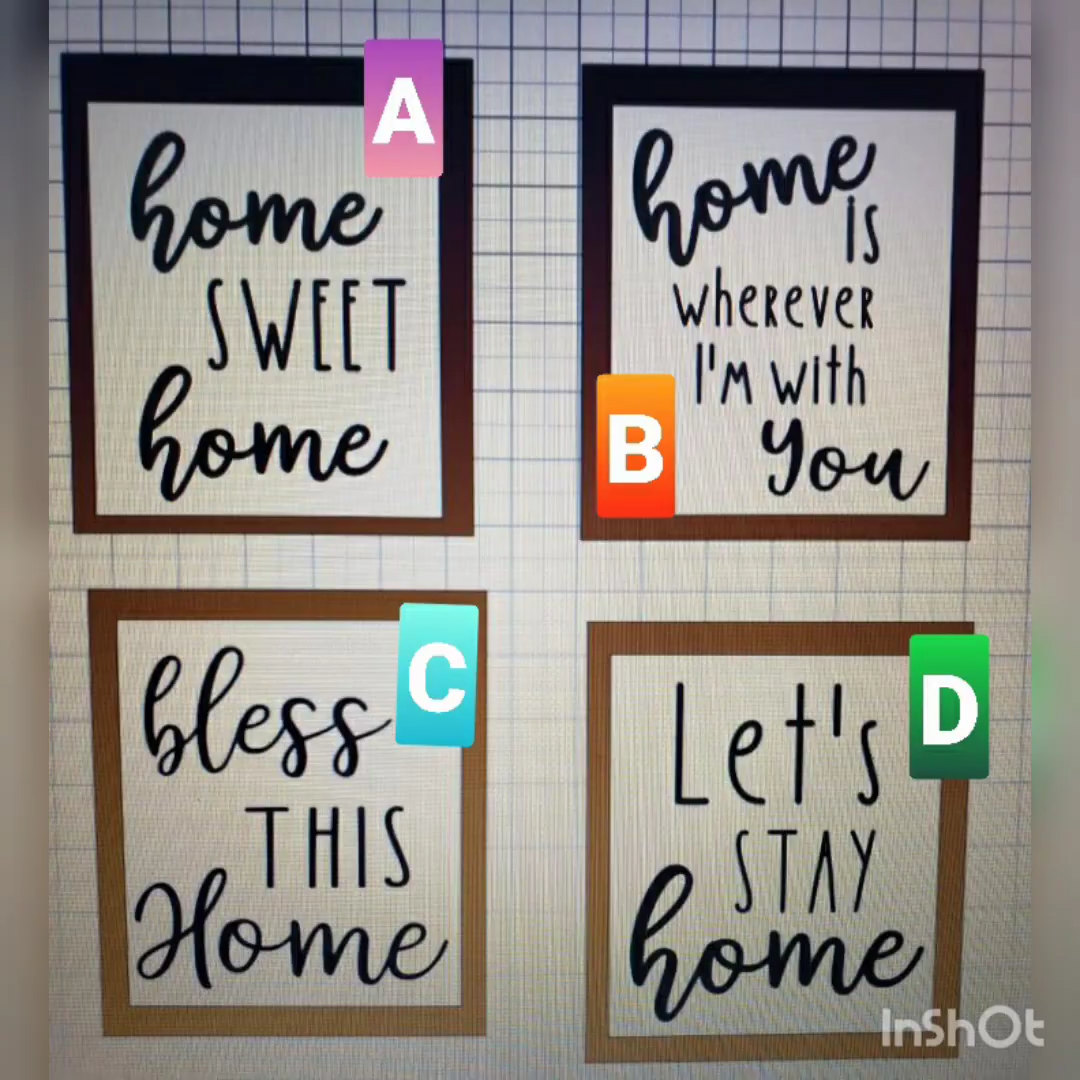 A
home
SWEET
home
B
home
is
wherever
I'm with
you
C
bless
THIS
Home
D
Let's
STAY
home
InShOt